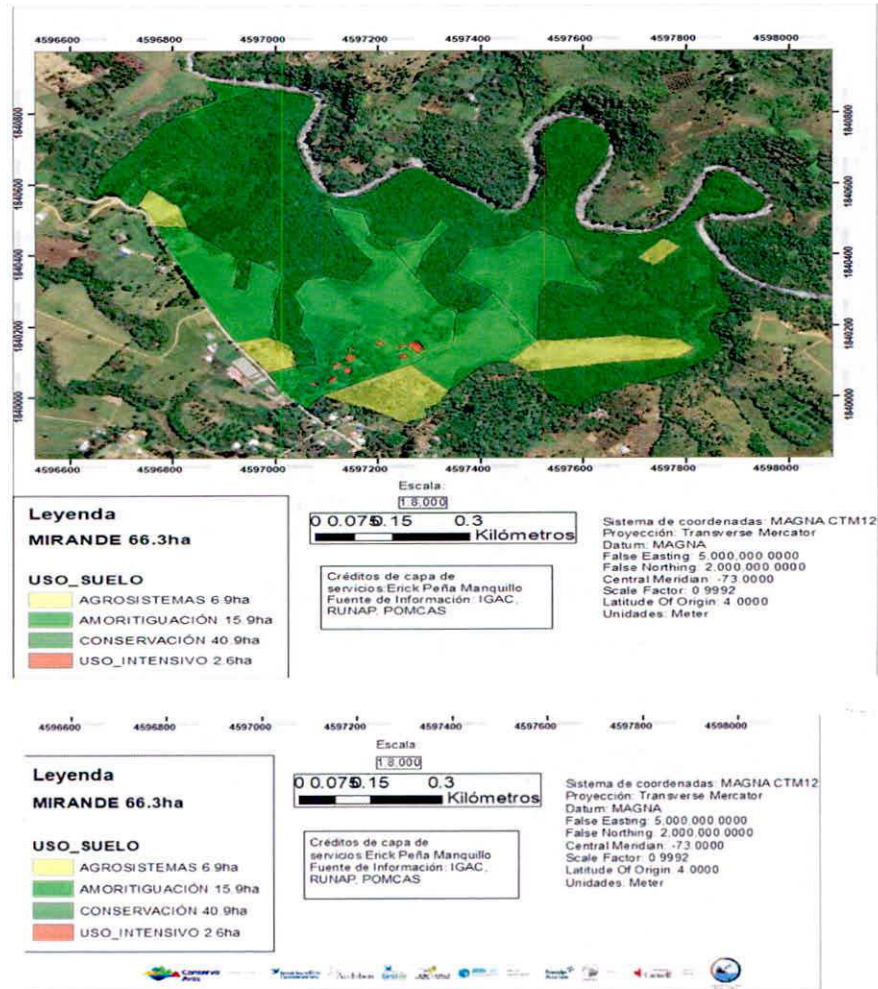 4596600 4596800 4597000 4597200 4597400 4597600 4597800 4598000
1840800 1840800
1840600 1840600
1840400 1840400
1840200 1840200
1840000 1840000
4596600 4596800 4597000 4597200 4597400 4597600 4597800 4598000
Escala:
1:8,000
0 0.075 0.15 0.3
Kilómetros
Leyenda
MIRANDE 66.3ha
USO_SUELO
AGROSISTEMAS 6.9ha
AMORITIGUACIÓN 15.9ha
CONSERVACIÓN 40.9ha
USO_INTENSIVO 2.6ha
Créditos de capa de
servicios:Erick Peña Manquillo
Fuente de Información: IGAC,
RUNAP, POMCAS
Sistema de coordenadas: MAGNA CTM12
Proyección: Transverse Mercator
Datum: MAGNA
False Easting: 5,000,000.0000
False Northing: 2,000,000.0000
Central Meridian: -73.0000
Scale Factor: 0.9992
Latitude Of Origin: 4.0000
Unidades: Meter
4596600 4596800 4597000 4597200 4597400 4597600 4597800 4598000
Escala
1:8,000
0 0.075 0.15 0.3
Kilómetros
Leyenda
MIRANDE 66.3ha
USO_SUELO
AGROSISTEMAS 6.9ha
AMORITIGUACIÓN 15.9ha
CONSERVACIÓN 40.9ha
USO_INTENSIVO 2.6ha
Créditos de capa de
servicios:Erick Peña Manquillo
Fuente de Información: IGAC,
RUNAP, POMCAS
Sistema de coordenadas: MAGNA CTM12
Proyección: Transverse Mercator
Datum: MAGNA
False Easting: 5,000,000.0000
False Northing: 2,000,000.0000
Central Meridian: -73.0000
Scale Factor: 0.9992
Latitude Of Origin: 4.0000
Unidades: Meter
Conserva
Aves
Audubon